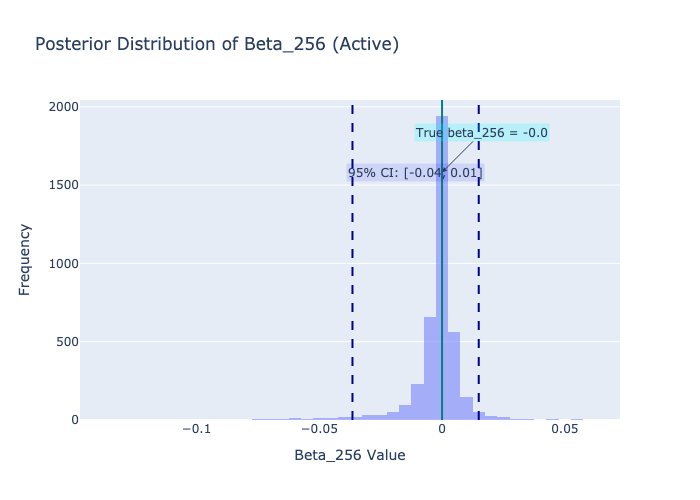 Posterior Distribution of Beta_256 (Active)
2000
True beta_256 = -0.0
95% CI: [-0.04, 0.01]
1500
1000
500
0
Frequency
−0.1
−0.05
0
0.05
Beta_256 Value